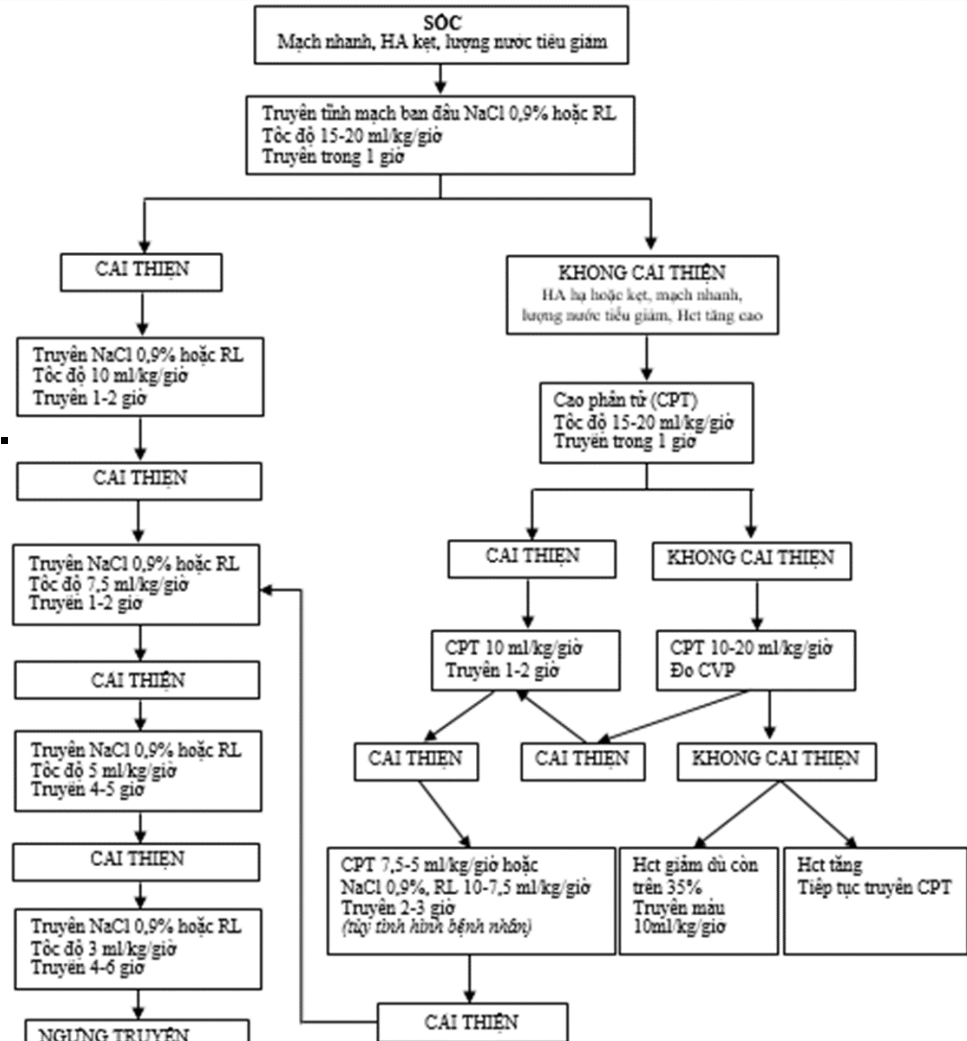 SỐC
Mạch nhanh, HA kẹt, lượng nước tiểu giảm
Truyền tĩnh mạch ban đầu NaCl 0,9% hoặc RL
Tốc độ 15-20 ml/kg/giờ
Truyền trong 1 giờ
CẢI THIỆN
KHÔNG CẢI THIỆN
HA hạ hoặc kẹt, mạch nhanh,
lượng nước tiểu giảm, Hct tăng cao
Truyền NaCl 0,9% hoặc RL
Tốc độ 10 ml/kg/giờ
Truyền 1-2 giờ
Cao phân tử (CPT)
Tốc độ 15-20 ml/kg/giờ
Truyền trong 1 giờ
CẢI THIỆN
CẢI THIỆN
KHÔNG CẢI THIỆN
Truyền NaCl 0,9% hoặc RL
Tốc độ 7,5 ml/kg/giờ
Truyền 1-2 giờ
CPT 10 ml/kg/giờ
Truyền 1-2 giờ
CPT 10-20 ml/kg/giờ
Đo CVP
CẢI THIỆN
Truyền NaCl 0,9% hoặc RL
Tốc độ 5 ml/kg/giờ
Truyền 4-5 giờ
CẢI THIỆN
CẢI THIỆN
KHÔNG CẢI THIỆN
CẢI THIỆN
CPT 7,5-5 ml/kg/giờ hoặc
NaCl 0,9%, RL 10-7,5 ml/kg/giờ
Truyền 2-3 giờ
(tùy tình hình bệnh nhân)
Hct giảm dù còn
trên 35%
Truyền máu
10ml/kg/giờ
Hct tăng
Tiếp tục truyền CPT
Truyền NaCl 0,9% hoặc RL
Tốc độ 3 ml/kg/giờ
Truyền 4-6 giờ
CẢI THIỆN
NGƯNG TRUYỀN